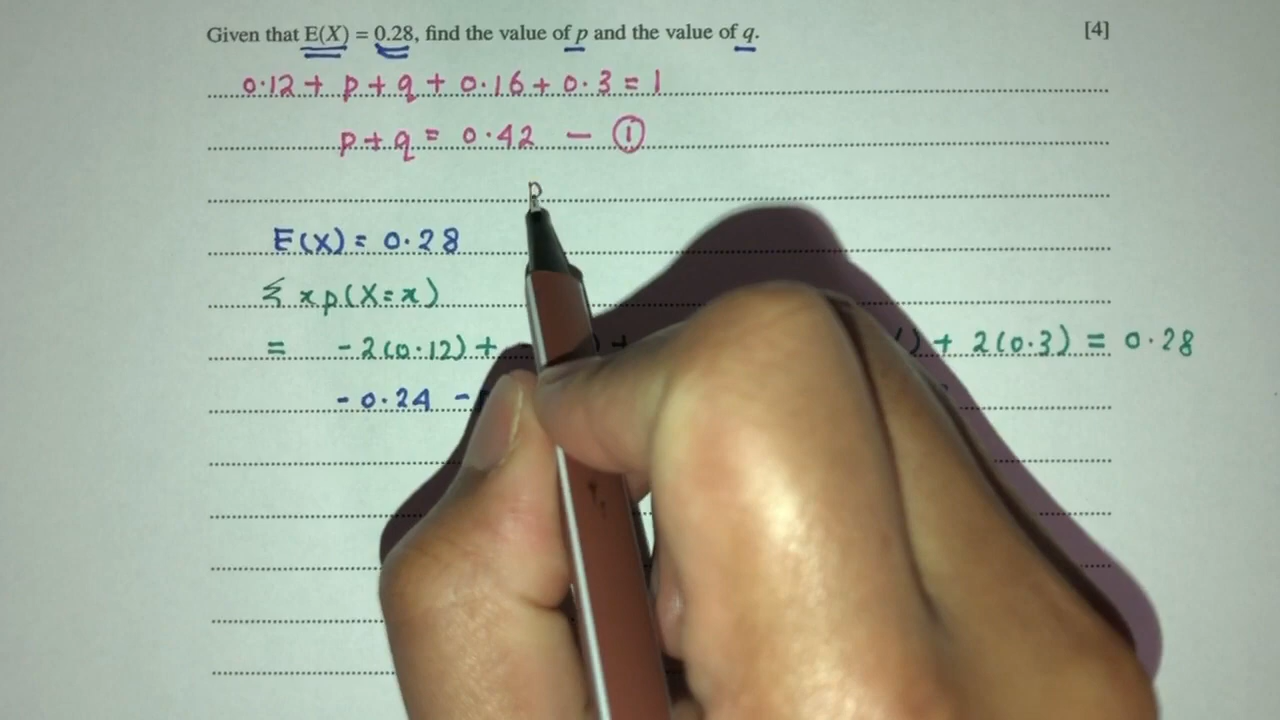 Given that E(X) = 0.28, find the value of p and the value of q. [4]
0.12 + p + q + 0.16 + 0.3 = 1
p + q = 0.42 — ①
p
E(X) = 0.28
Σ x p(X=x)
= -2(0.12) + ) + ) + 2(0.3) = 0.28
-0.24 -